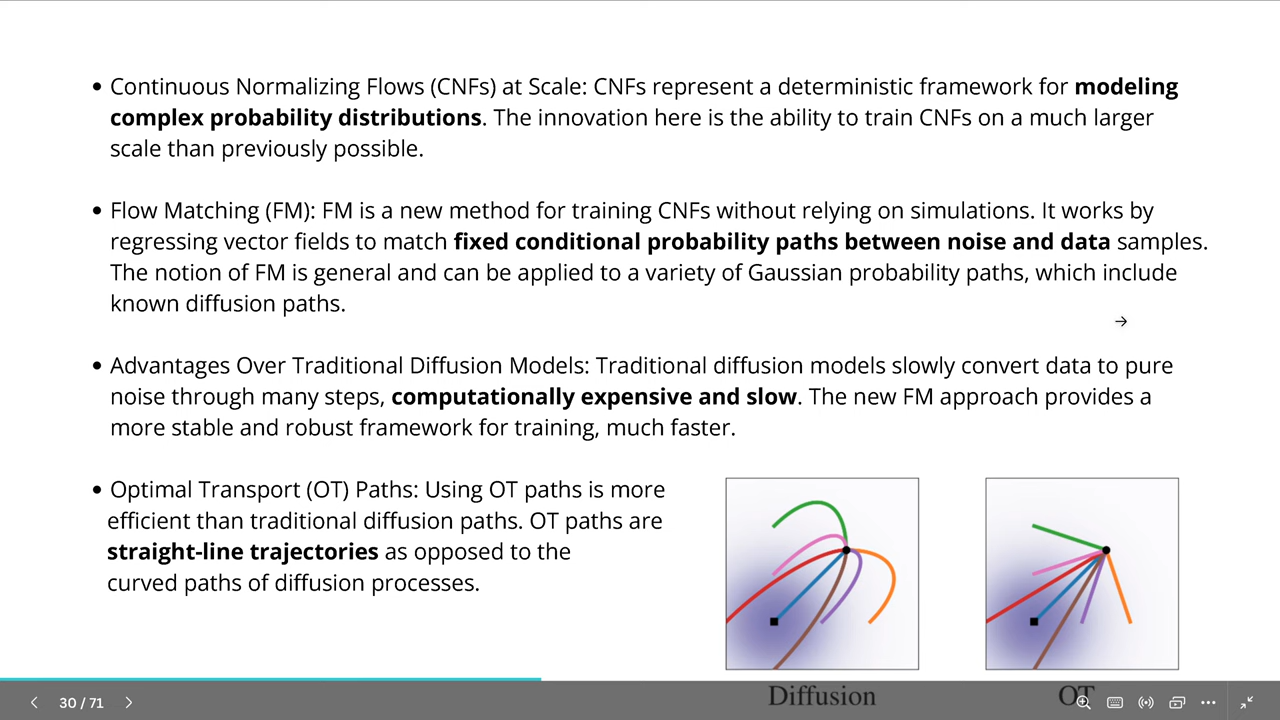 • Continuous Normalizing Flows (CNFs) at Scale: CNFs represent a deterministic framework for modeling
complex probability distributions. The innovation here is the ability to train CNFs on a much larger
scale than previously possible.
• Flow Matching (FM): FM is a new method for training CNFs without relying on simulations. It works by
regressing vector fields to match fixed conditional probability paths between noise and data samples.
The notion of FM is general and can be applied to a variety of Gaussian probability paths, which include
known diffusion paths.
• Advantages Over Traditional Diffusion Models: Traditional diffusion models slowly convert data to pure
noise through many steps, computationally expensive and slow. The new FM approach provides a
more stable and robust framework for training, much faster.
• Optimal Transport (OT) Paths: Using OT paths is more
efficient than traditional diffusion paths. OT paths are
straight-line trajectories as opposed to the
curved paths of diffusion processes.
Diffusion
OT
30 / 71